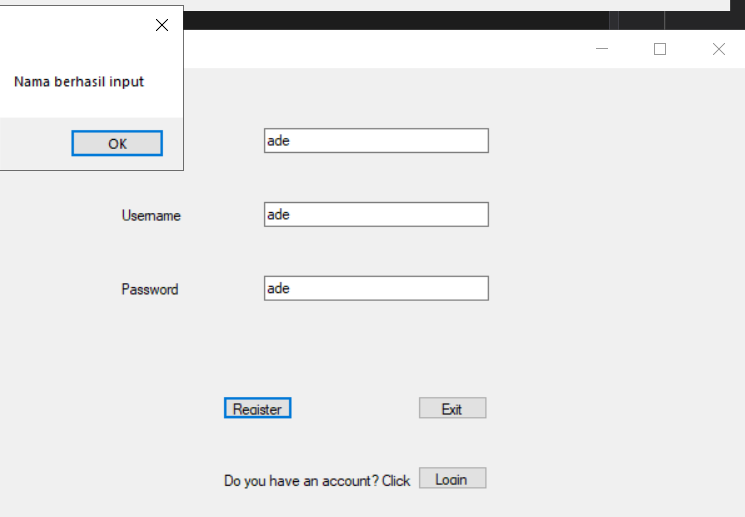 Nama berhasil input
OK
ade
Username
ade
Password
ade
Register
Exit
Do you have an account? Click
Login